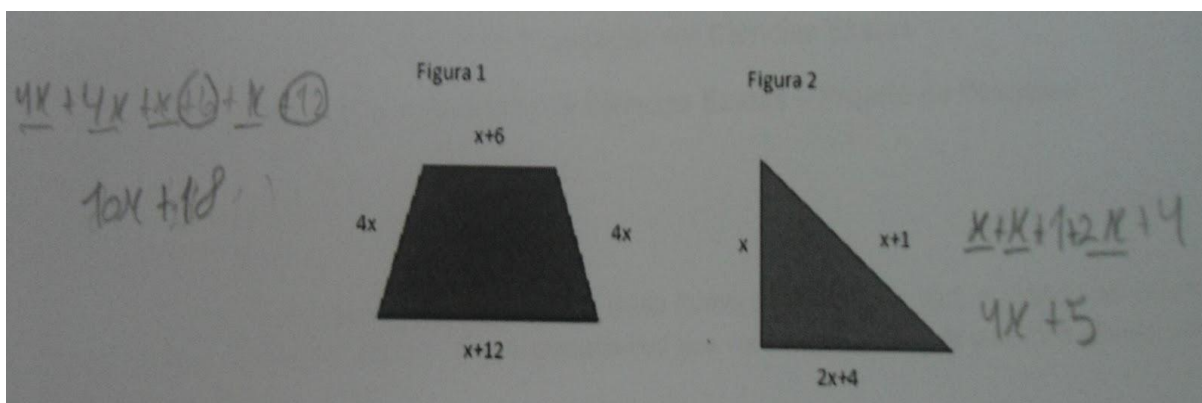 4x+4x+x+6+x+12
10x+18
Figura 1
x+6
4x
4x
x+12
Figura 2
x
x+1
2x+4
x+x+1+2x+4
4x+5